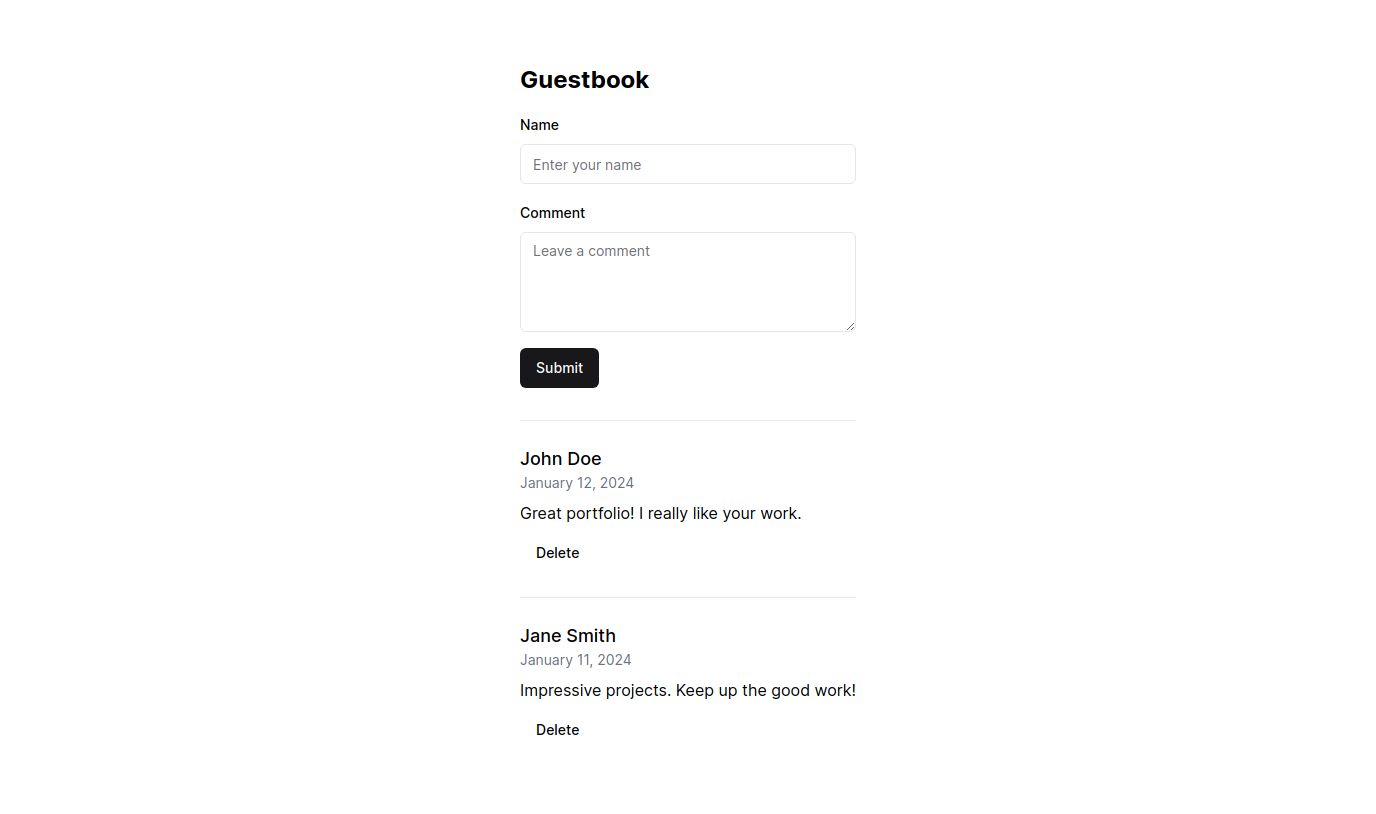 Guestbook
Name
Enter your name
Comment
Leave a comment
Submit
John Doe
January 12, 2024
Great portfolio! I really like your work.
Delete
Jane Smith
January 11, 2024
Impressive projects. Keep up the good work!
Delete